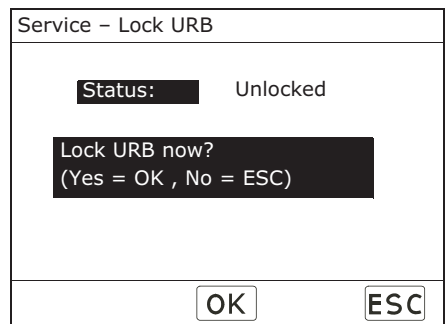 Service – Lock URB
Status: Unlocked
Lock URB now?
(Yes = OK , No = ESC)
OK ESC